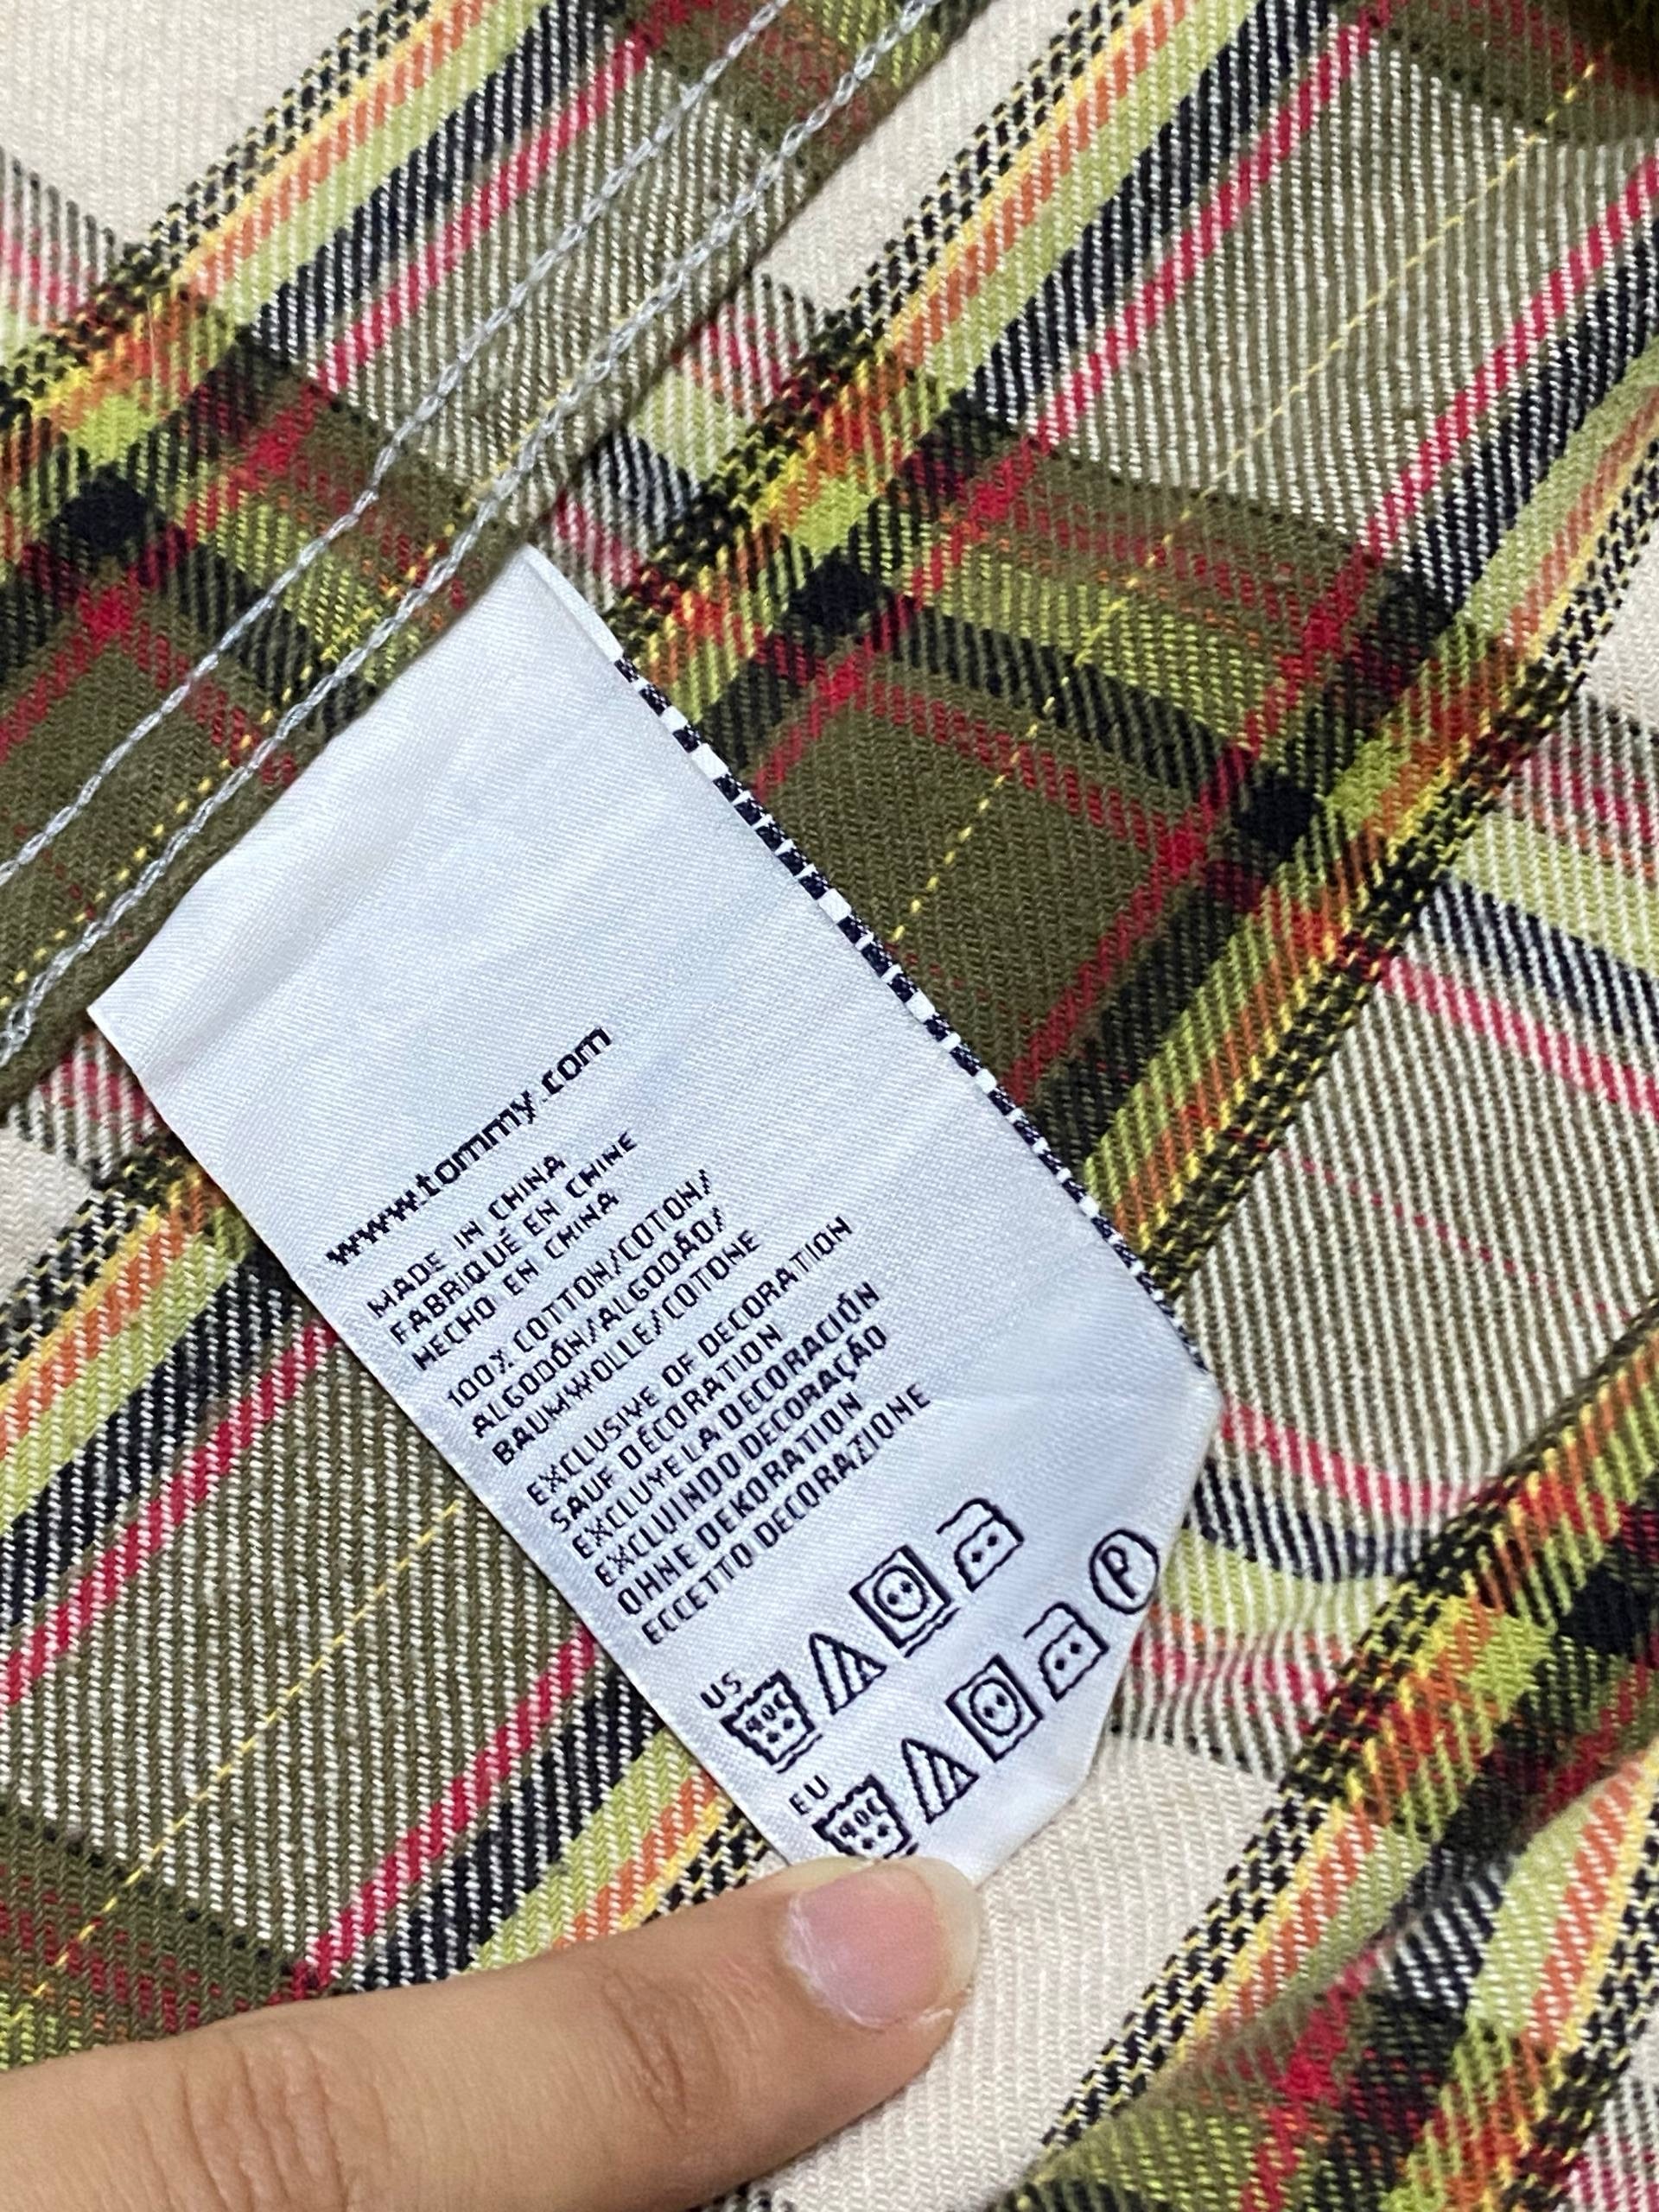 www.tommy.com
MADE IN CHINA
FABRIQUÉ EN CHINE
HECHO EN CHINA
100% COTTON/COTON/
ALGODÓN/ALGODÃO/
BAUMWOLLE/COTONE
EXCLUSIVE OF DECORATION
SAUF DÉCORATION
EXCLUYE LA DECORACIÓN
EXCLUINDO DECORAÇÃO
OHNE DEKORATION
ECCETTO DECORAZIONE
US
EU
P